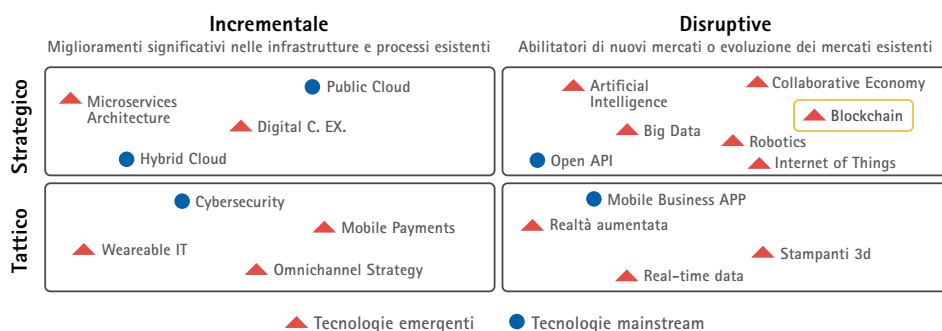 Incrementale
Miglioramenti significativi nelle infrastrutture e processi esistenti
Disruptive
Abilitatori di nuovi mercati o evoluzione dei mercati esistenti
Strategico
Public Cloud
Microservices
Architecture
Digital C. EX.
Hybrid Cloud
Artificial
Intelligence
Collaborative Economy
Blockchain
Big Data
Robotics
Open API
Internet of Things
Tattico
Cybersecurity
Mobile Payments
Weareable IT
Omnichannel Strategy
Mobile Business APP
Realtà aumentata
Stampanti 3d
Real-time data
Tecnologie emergenti
Tecnologie mainstream